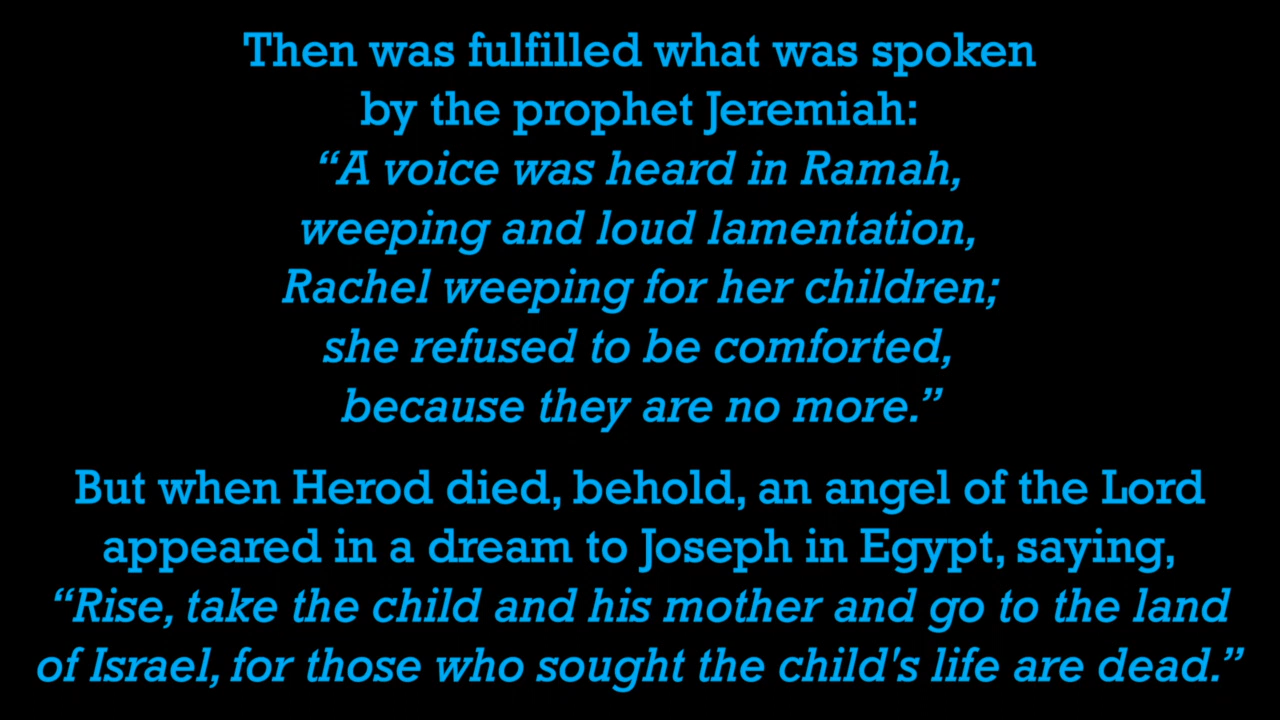 Then was fulfilled what was spoken
by the prophet Jeremiah:
“A voice was heard in Ramah,
weeping and loud lamentation,
Rachel weeping for her children;
she refused to be comforted,
because they are no more.”
But when Herod died, behold, an angel of the Lord
appeared in a dream to Joseph in Egypt, saying,
“Rise, take the child and his mother and go to the land
of Israel, for those who sought the child's life are dead.”